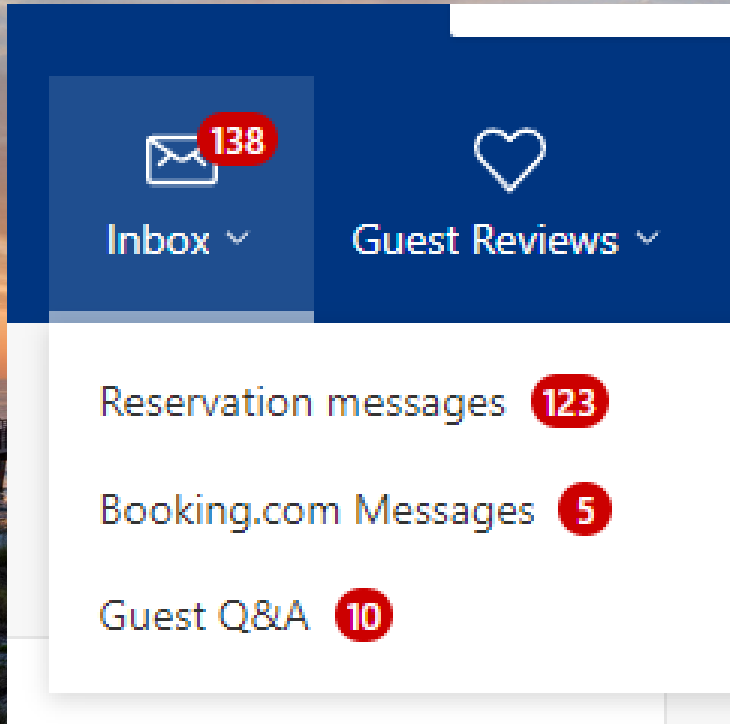 138
Inbox
Guest Reviews
Reservation messages 123
Booking.com Messages 5
Guest Q&A 10